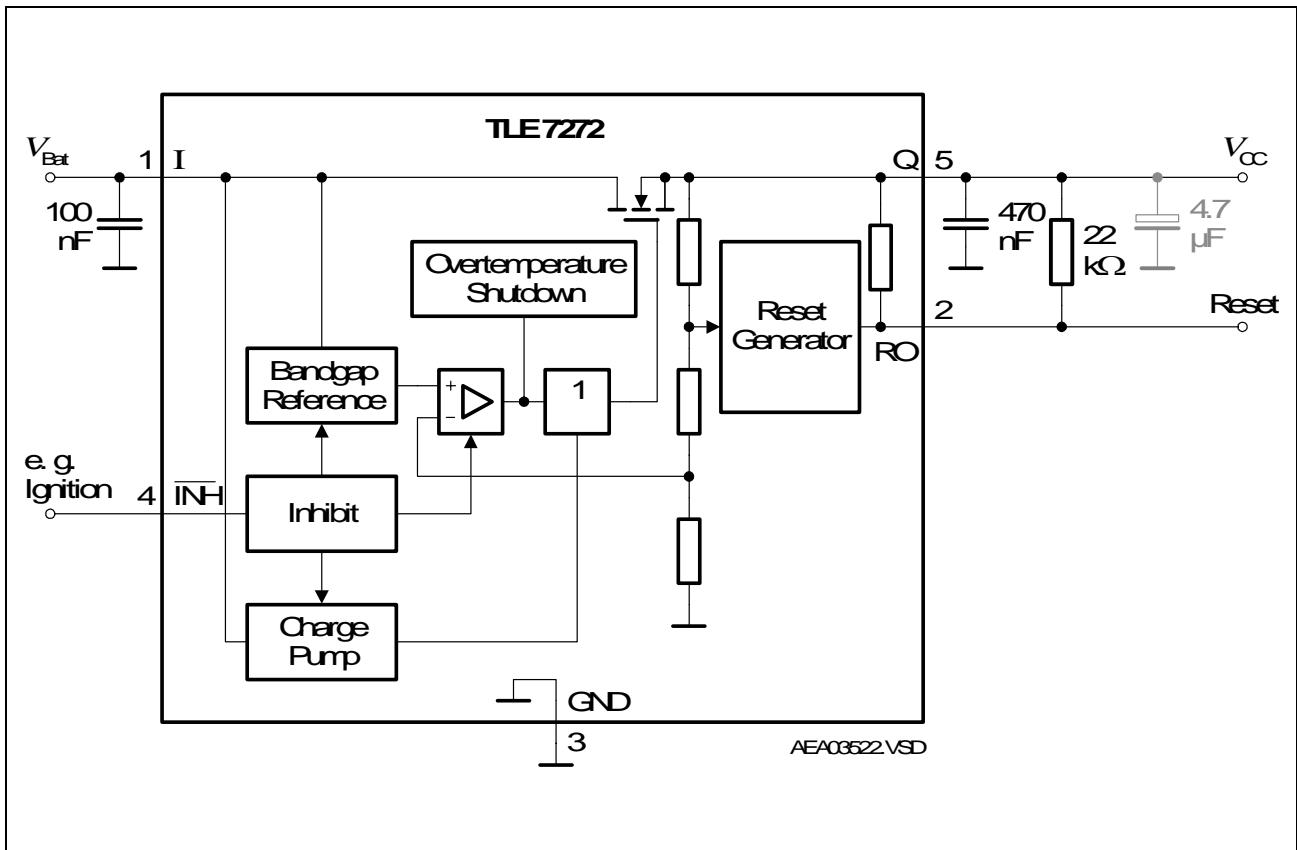 TLE7272
V_Bat
1 I
Q 5
V_CC
100
nF
470
nF
22
kΩ
4.7
µF
Overtemperature
Shutdown
Reset
Generator
2
RO
Reset
Bandgap
Reference
+
−
1
e. g.
Ignition
4 I̅N̅H̅
Inhibit
Charge
Pump
GND
3
AEA03522.VSD